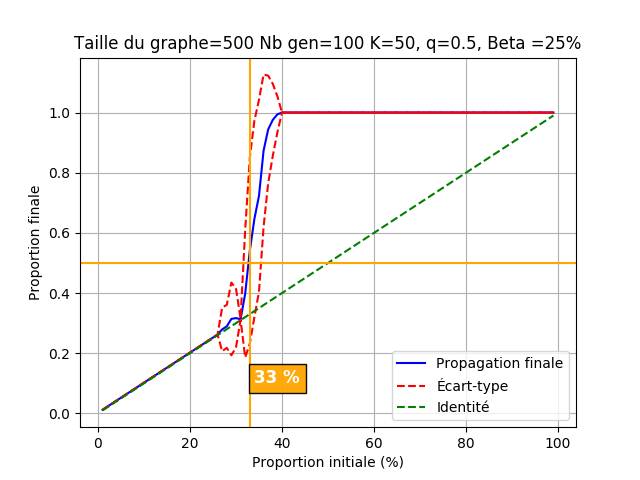 Taille du graphe=500 Nb gen=100 K=50, q=0.5, Beta =25%
Proportion finale
1.0
0.8
0.6
0.4
0.2
0.0
33 %
Propagation finale
Écart-type
Identité
0 20 40 60 80 100
Proportion initiale (%)